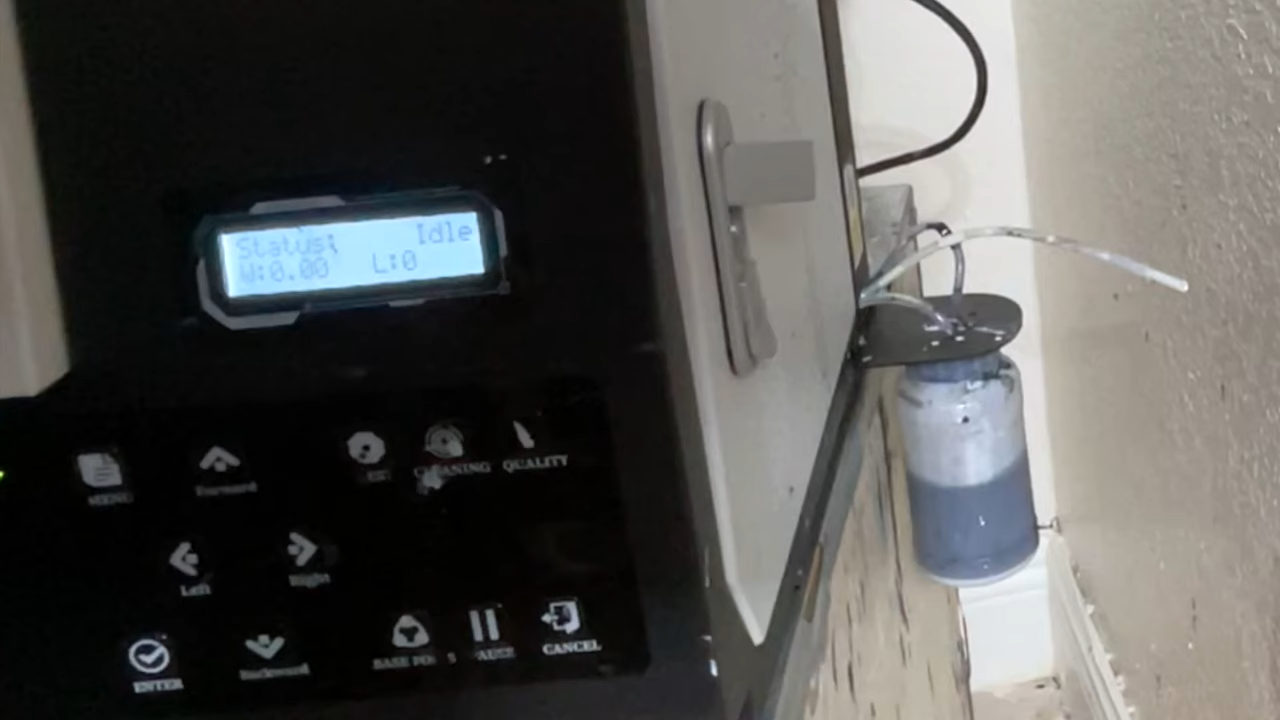 Status: Idle
W:0.00 L:0
MENU
Forward
CLEANING
QUALITY
Left
Right
ENTER
Backward
CANCEL